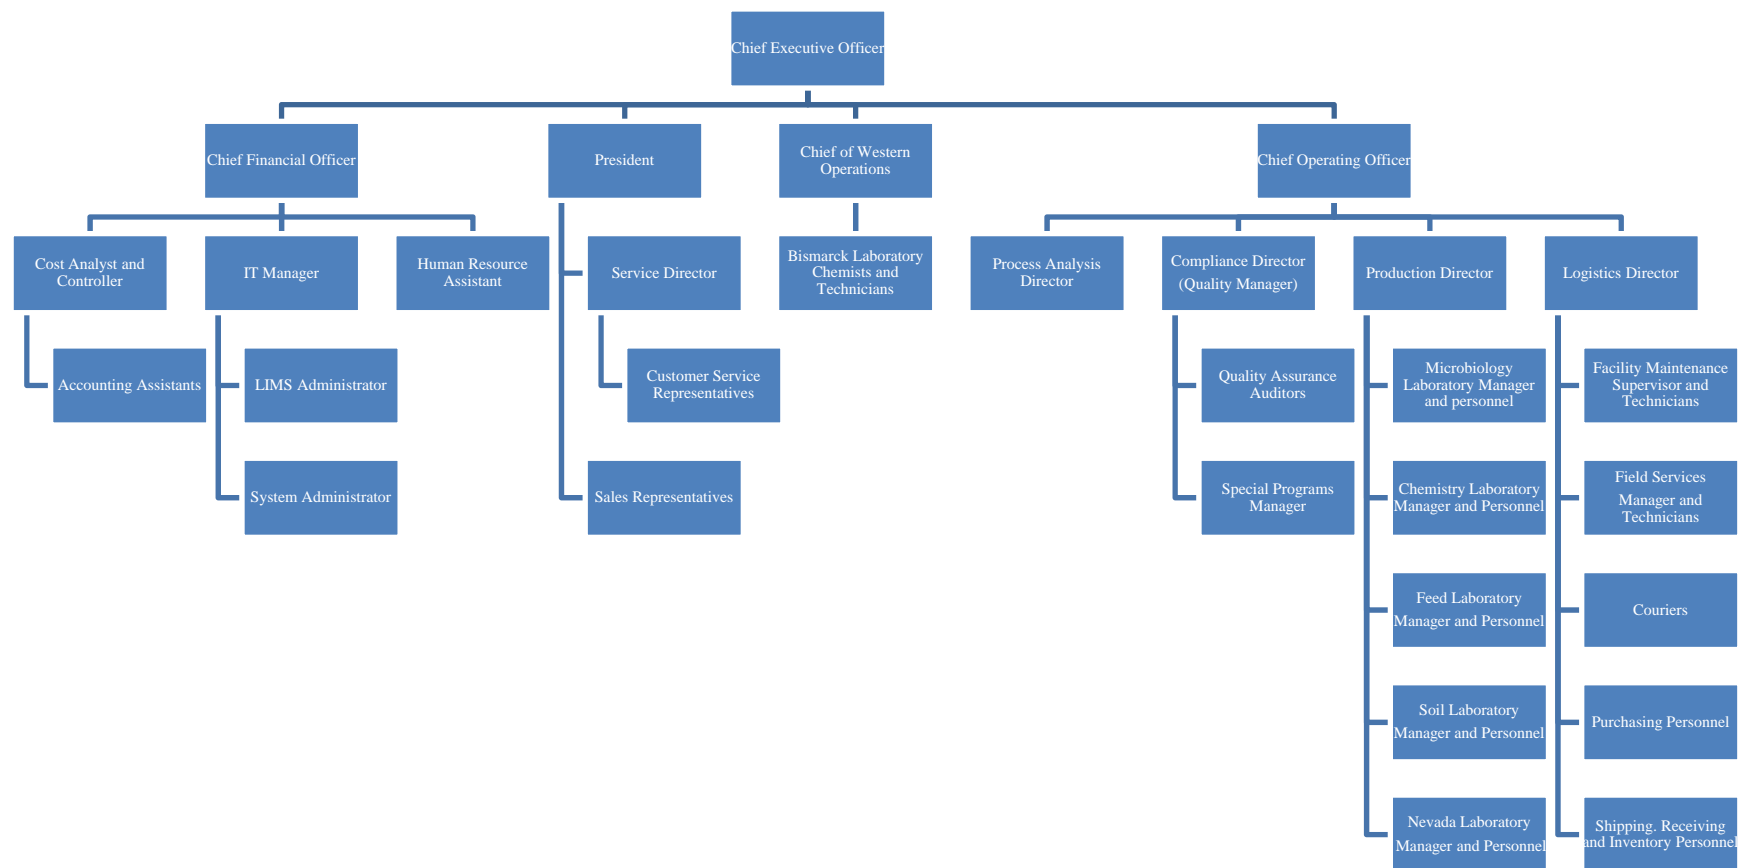 Chief Executive Officer
Chief Financial Officer
President
Chief of Western
Operations
Chief Operating Officer
Cost Analyst and
Controller
IT Manager
Human Resource
Assistant
Service Director
Bismarck Laboratory
Chemists and
Technicians
Process Analysis
Director
Compliance Director
(Quality Manager)
Production Director
Logistics Director
Accounting Assistants
LIMS Administrator
Customer Service
Representatives
Quality Assurance
Auditors
Microbiology
Laboratory Manager
and personnel
Facility Maintenance
Supervisor and
Technicians
System Administrator
Sales Representatives
Special Programs
Manager
Chemistry Laboratory
Manager and Personnel
Field Services
Manager and
Technicians
Feed Laboratory
Manager and Personnel
Couriers
Soil Laboratory
Manager and Personnel
Purchasing Personnel
Nevada Laboratory
Manager and Personnel
Shipping. Receiving
and Inventory Personnel